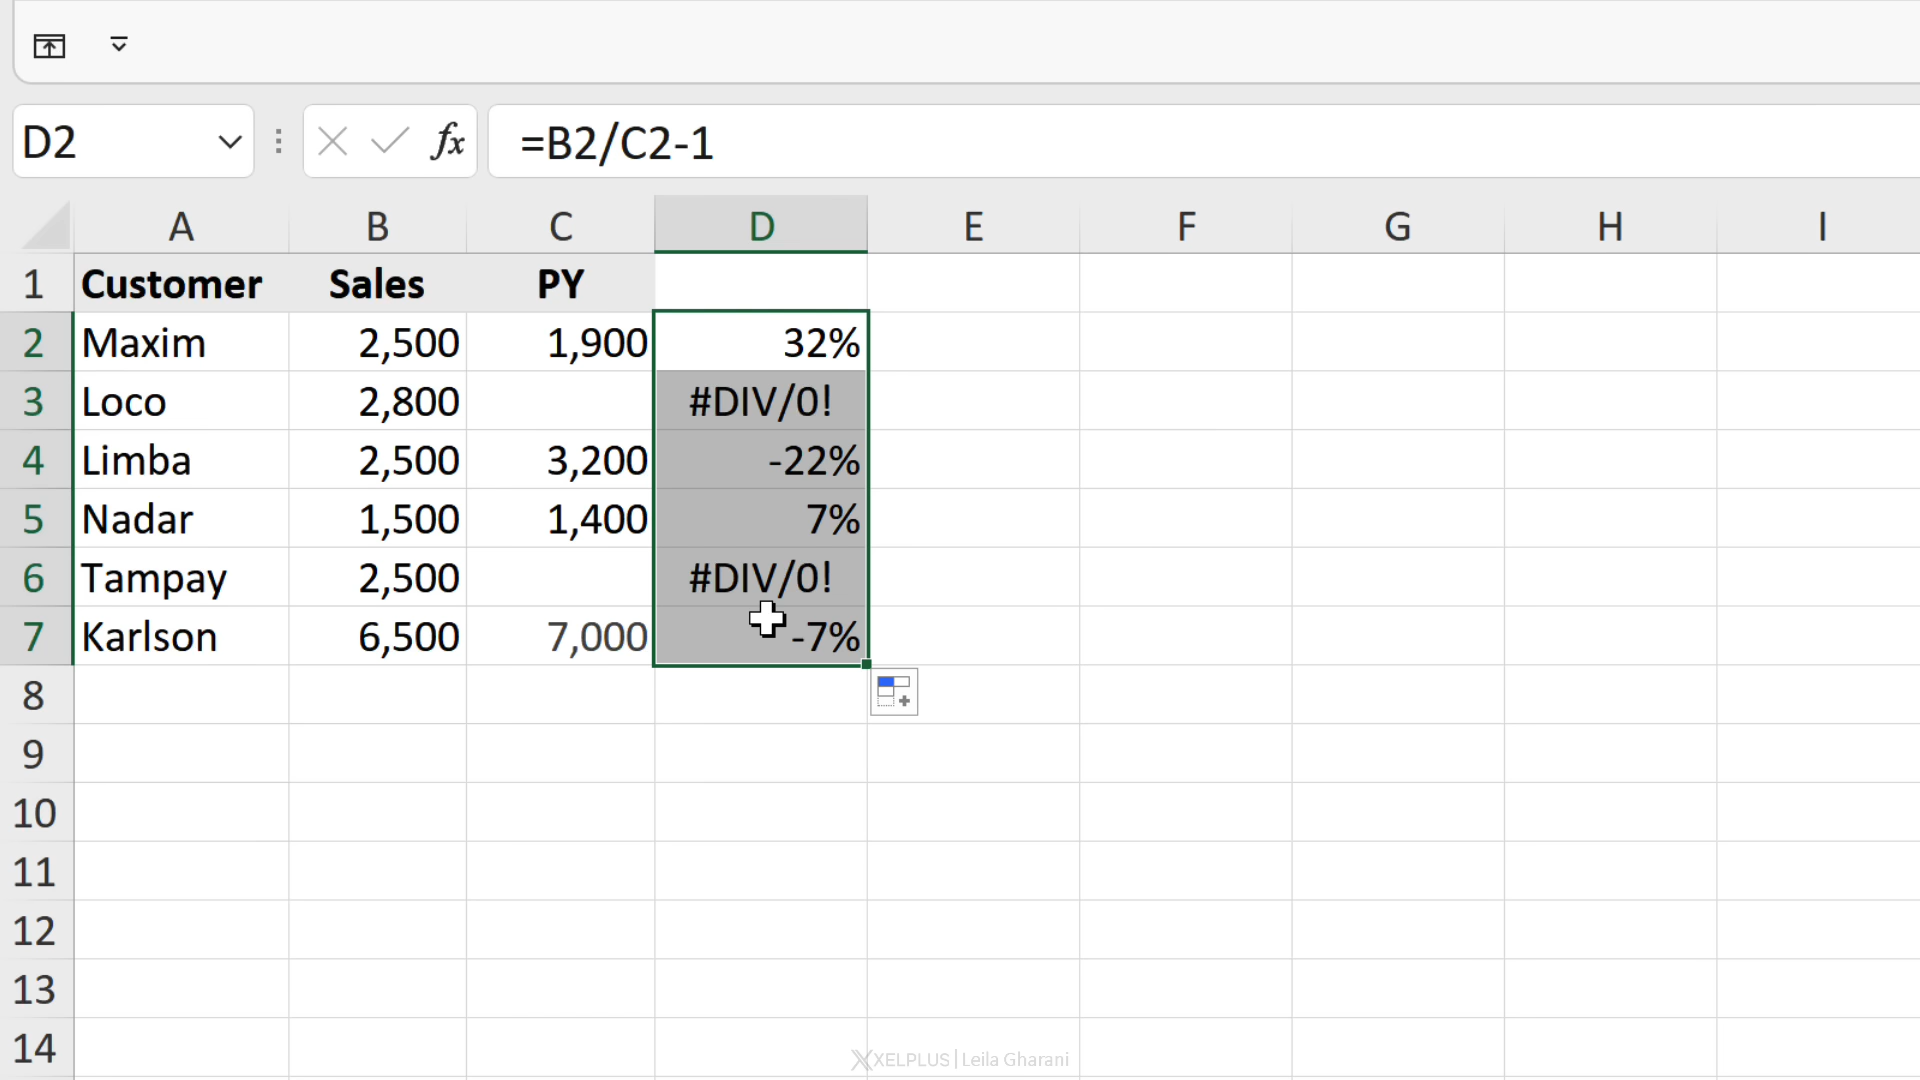 D2 fx =B2/C2-1
A B C D E F G H I
1 Customer Sales PY
2 Maxim 2,500 1,900 32%
3 Loco 2,800 #DIV/0!
4 Limba 2,500 3,200 -22%
5 Nadar 1,500 1,400 7%
6 Tampay 2,500 #DIV/0!
7 Karlson 6,500 7,000 -7%
8
9
10
11
12
13
14
XELPLUS | Leila Gharani